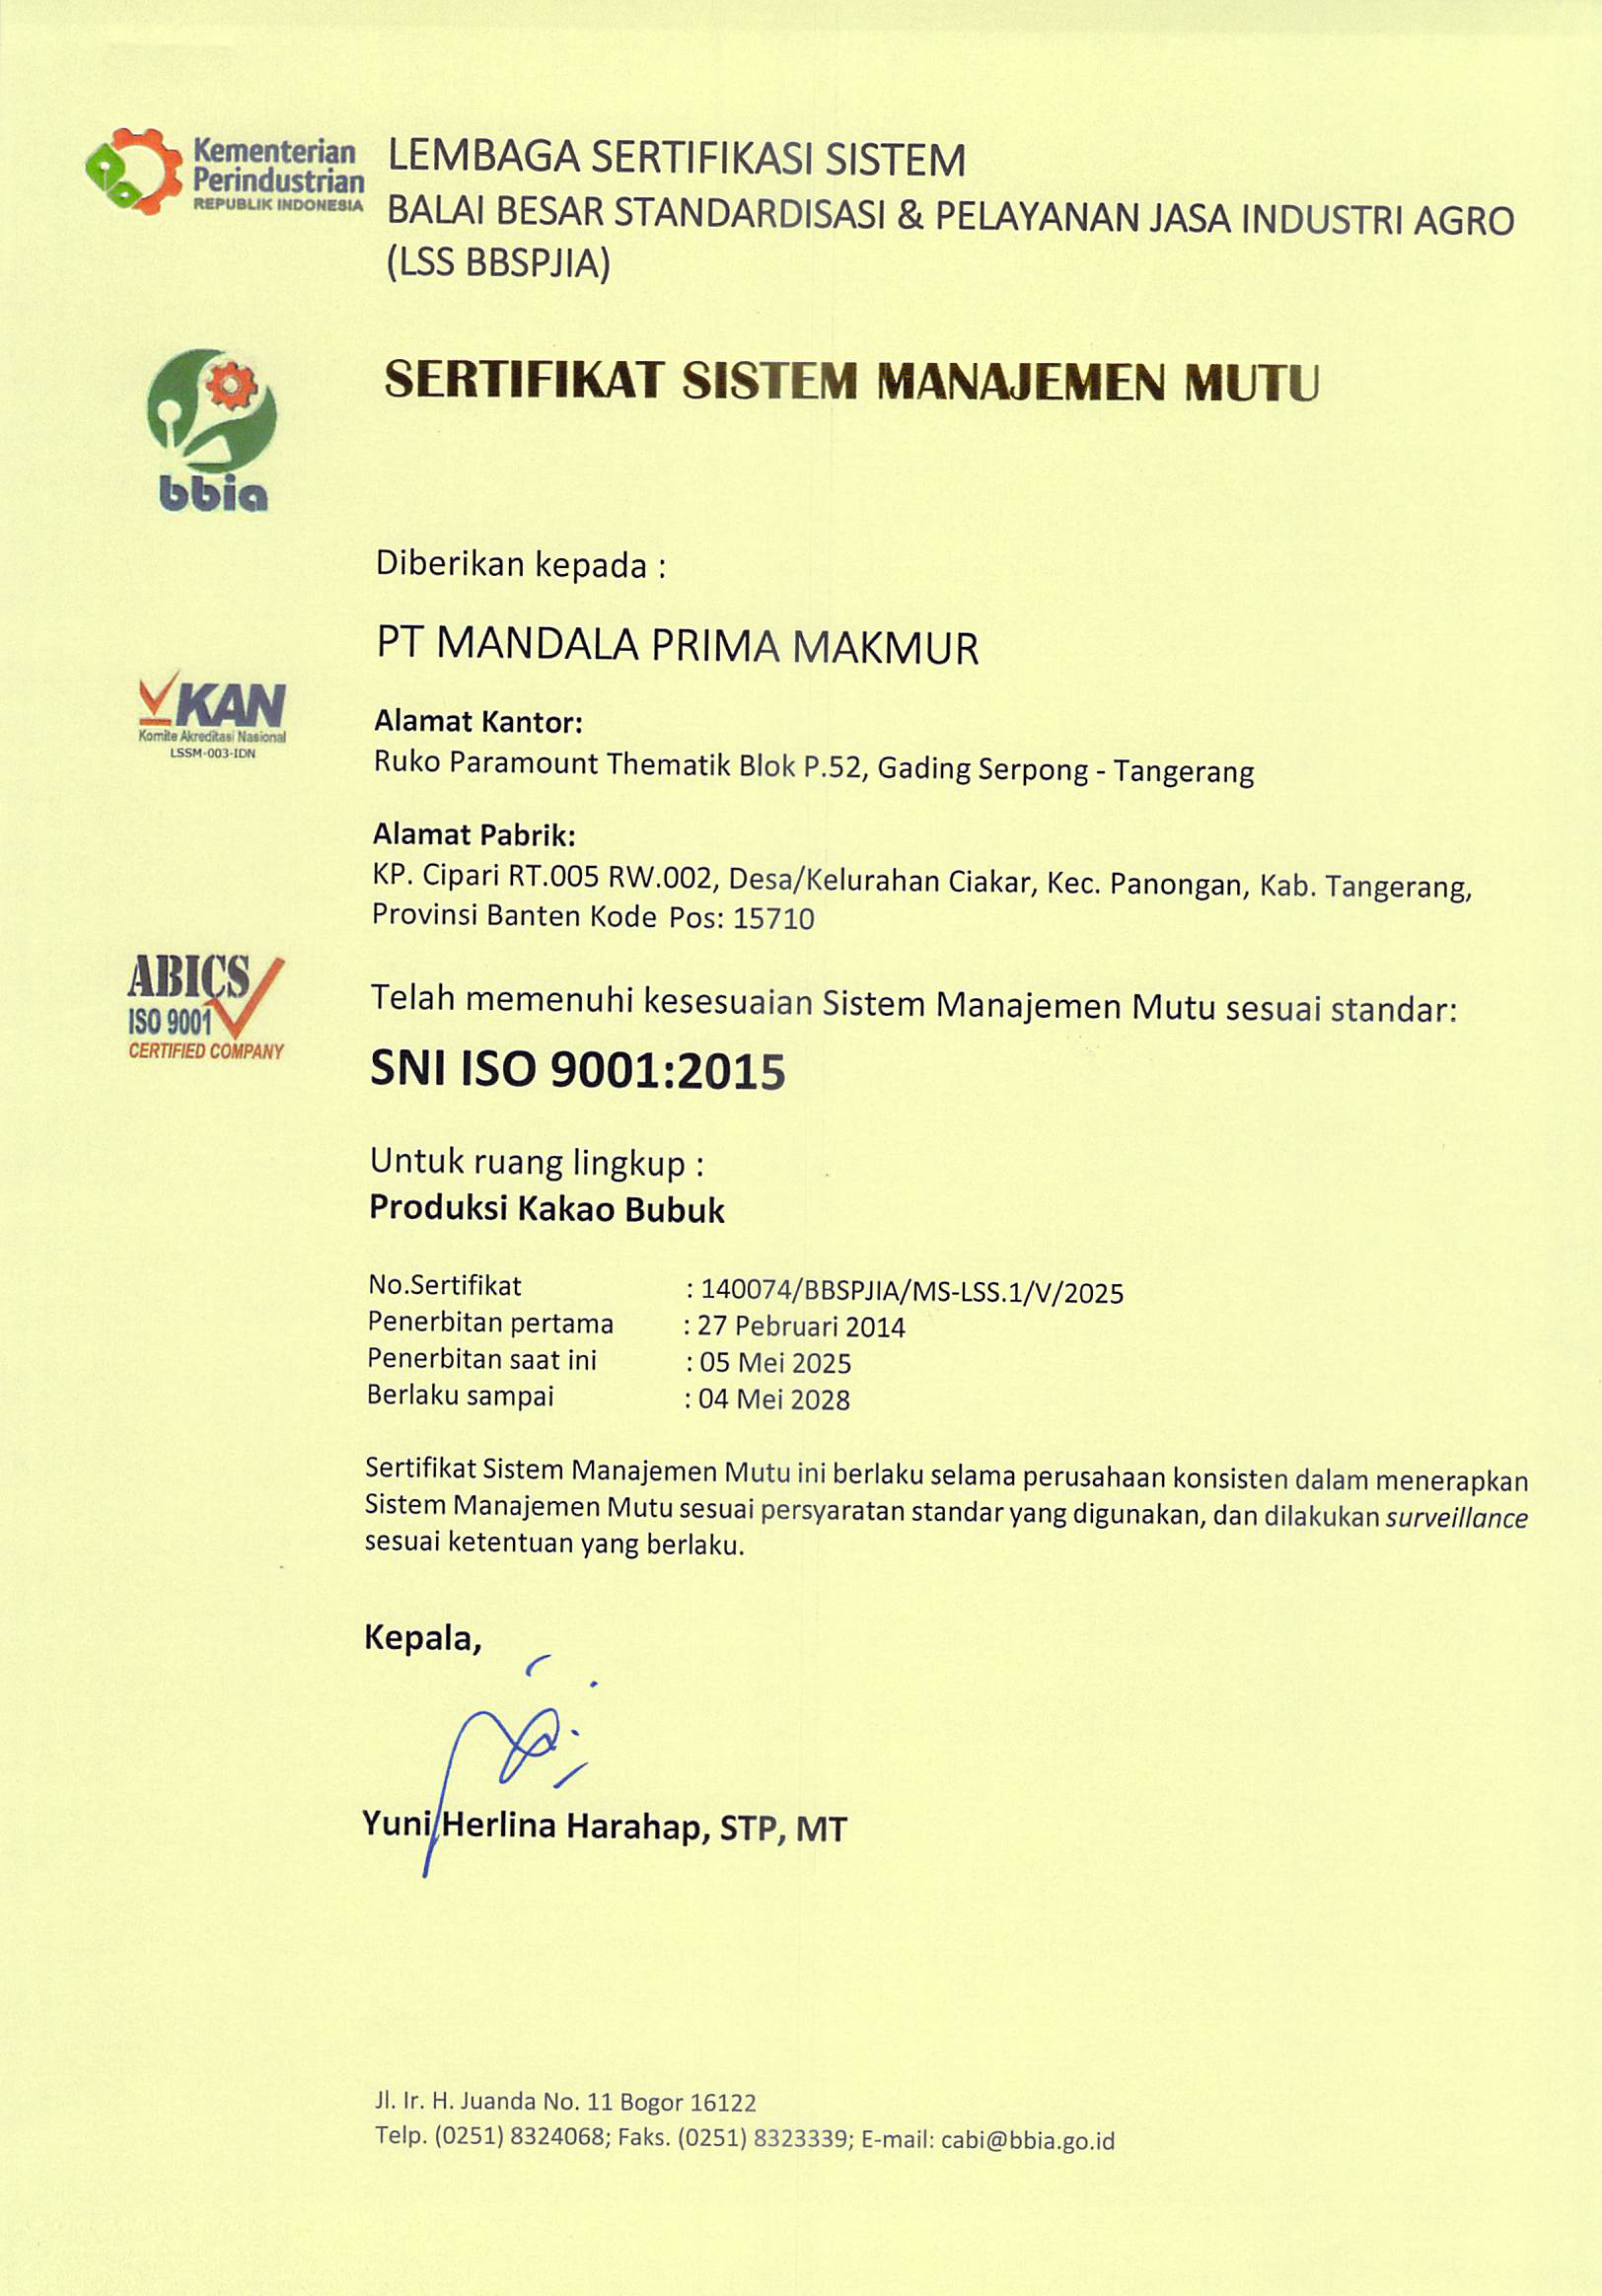 Kementerian
Perindustrian
REPUBLIK INDONESIA
LEMBAGA SERTIFIKASI SISTEM
BALAI BESAR STANDARDISASI & PELAYANAN JASA INDUSTRI AGRO
(LSS BBSPJIA)
bbia
SERTIFIKAT SISTEM MANAJEMEN MUTU
Diberikan kepada :
PT MANDALA PRIMA MAKMUR
KAN
Komite Akreditasi Nasional
LSSM-003-IDN
Alamat Kantor:
Ruko Paramount Thematik Blok P.52, Gading Serpong - Tangerang
Alamat Pabrik:
KP. Cipari RT.005 RW.002, Desa/Kelurahan Ciakar, Kec. Panongan, Kab. Tangerang,
Provinsi Banten Kode Pos: 15710
ABICS
ISO 9001
CERTIFIED COMPANY
Telah memenuhi kesesuaian Sistem Manajemen Mutu sesuai standar:
SNI ISO 9001:2015
Untuk ruang lingkup :
Produksi Kakao Bubuk
No.Sertifikat : 140074/BBSPJIA/MS-LSS.1/V/2025
Penerbitan pertama : 27 Pebruari 2014
Penerbitan saat ini : 05 Mei 2025
Berlaku sampai : 04 Mei 2028
Sertifikat Sistem Manajemen Mutu ini berlaku selama perusahaan konsisten dalam menerapkan
Sistem Manajemen Mutu sesuai persyaratan standar yang digunakan, dan dilakukan surveillance
sesuai ketentuan yang berlaku.
Kepala,
Yuni Herlina Harahap, STP, MT
Jl. Ir. H. Juanda No. 11 Bogor 16122
Telp. (0251) 8324068; Faks. (0251) 8323339; E-mail: cabi@bbia.go.id